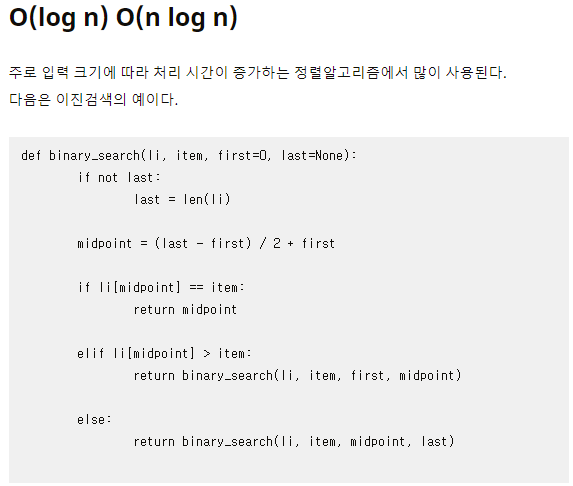 O(log n) O(n log n)
주로 입력 크기에 따라 처리 시간이 증가하는 정렬알고리즘에서 많이 사용된다.
다음은 이진검색의 예이다.
def binary_search(li, item, first=0, last=None):
if not last:
last = len(li)
midpoint = (last - first) / 2 + first
if li[midpoint] == item:
return midpoint
elif li[midpoint] > item:
return binary_search(li, item, first, midpoint)
else:
return binary_search(li, item, midpoint, last)